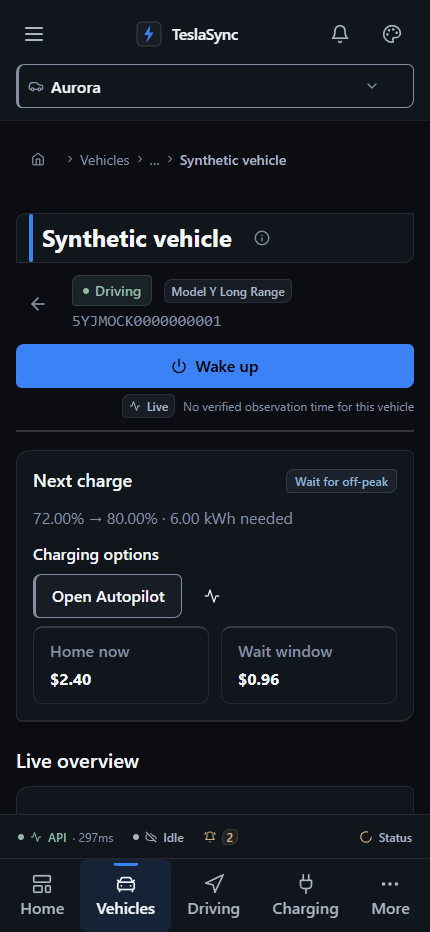 TeslaSync
Aurora
Vehicles ... Synthetic vehicle
Synthetic vehicle
Driving Model Y Long Range
5YJMOCK0000000001
Wake up
Live No verified observation time for this vehicle
Next charge Wait for off-peak
72.00% → 80.00% · 6.00 kWh needed
Charging options
Open Autopilot
Home now Wait window
$2.40 $0.96
Live overview
API · 297ms Idle 2 Status
Home Vehicles Driving Charging More